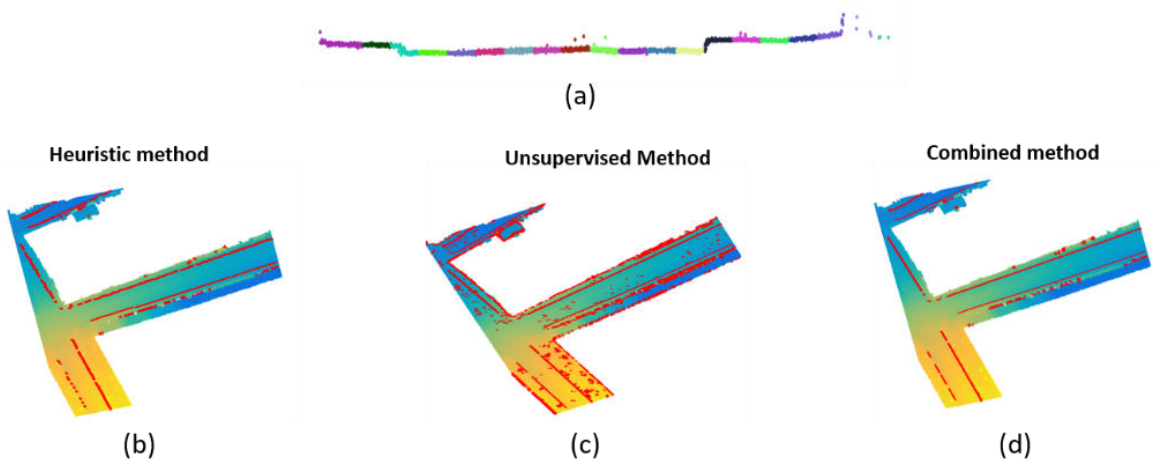 (a)
Heuristic method
Unsupervised Method
Combined method
(b)
(c)
(d)